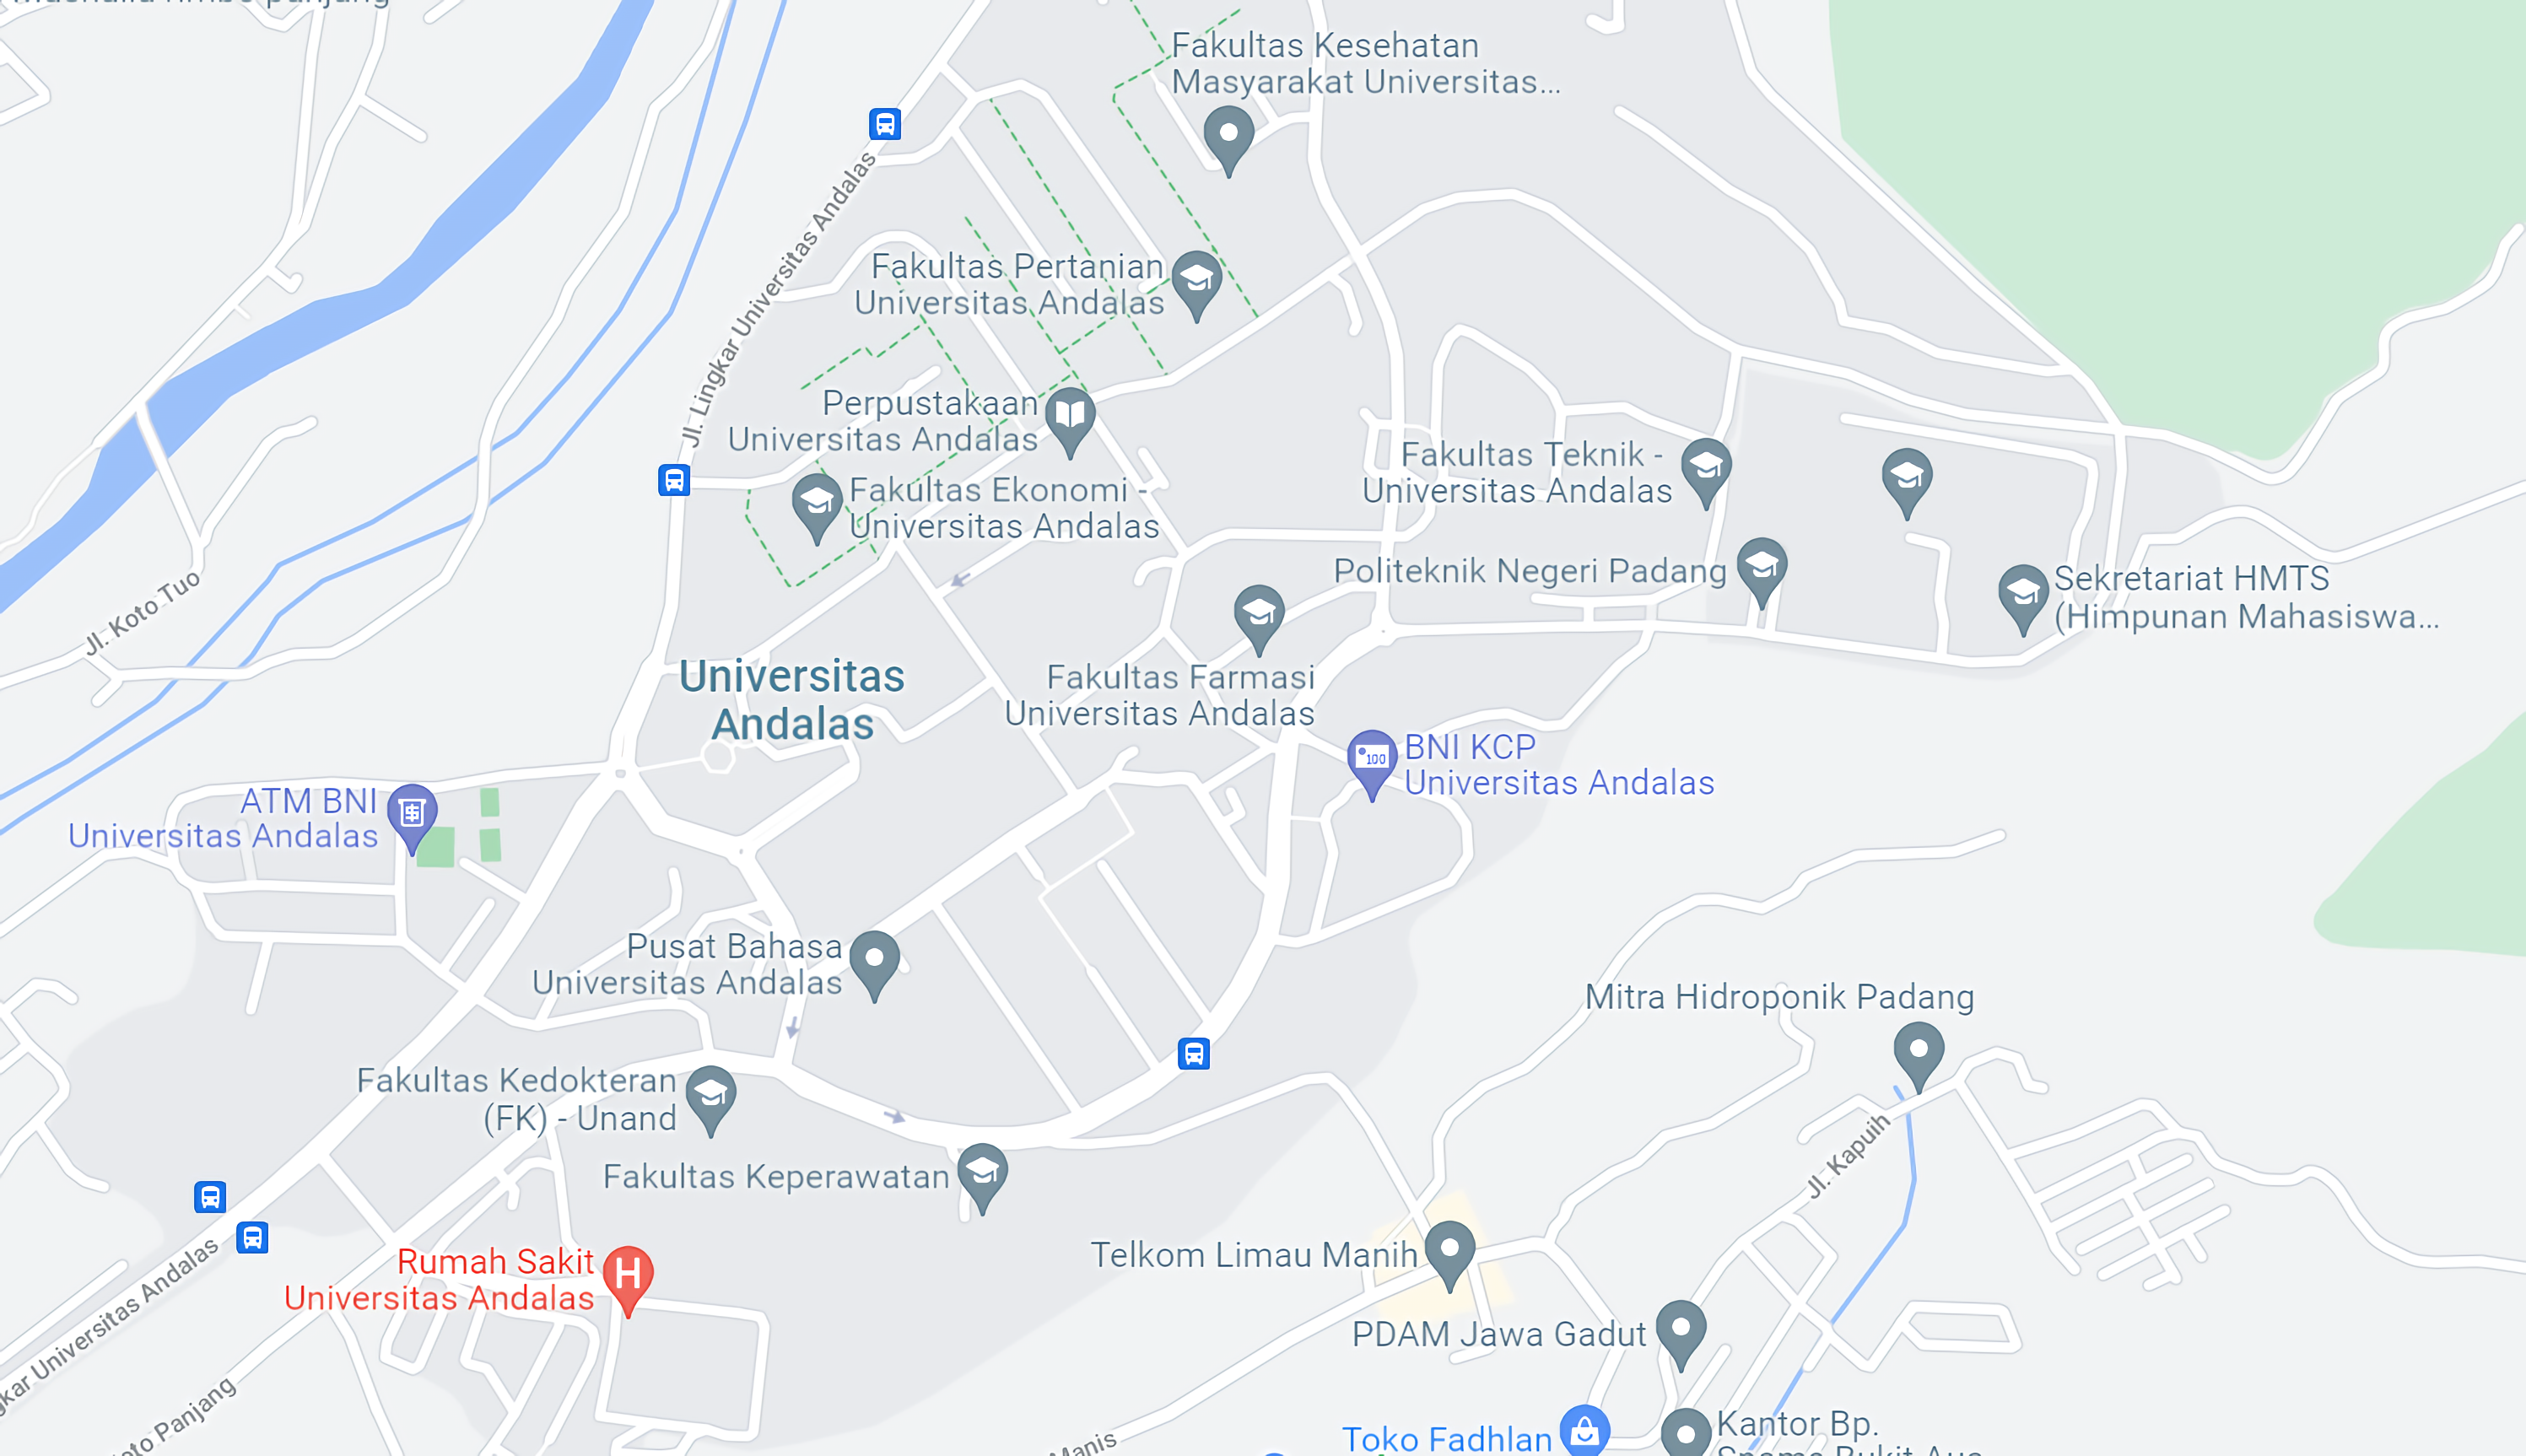 Fakultas Kesehatan
Masyarakat Universitas...
Jl. Lingkar Universitas Andalas
Fakultas Pertanian
Universitas Andalas
Perpustakaan
Universitas Andalas
Fakultas Ekonomi -
Universitas Andalas
Fakultas Teknik -
Universitas Andalas
Politeknik Negeri Padang
Sekretariat HMTS
(Himpunan Mahasiswa...
Jl. Koto Tuo
Universitas
Andalas
Fakultas Farmasi
Universitas Andalas
BNI KCP
Universitas Andalas
100
ATM BNI
Universitas Andalas
Pusat Bahasa
Universitas Andalas
Mitra Hidroponik Padang
Fakultas Kedokteran
(FK) - Unand
Fakultas Keperawatan
Jl. Kapuih
Telkom Limau Manih
Rumah Sakit
Universitas Andalas
H
gkar Universitas Andalas
PDAM Jawa Gadut
Panjang
Manis
Toko Fadhlan
Kantor Bp.